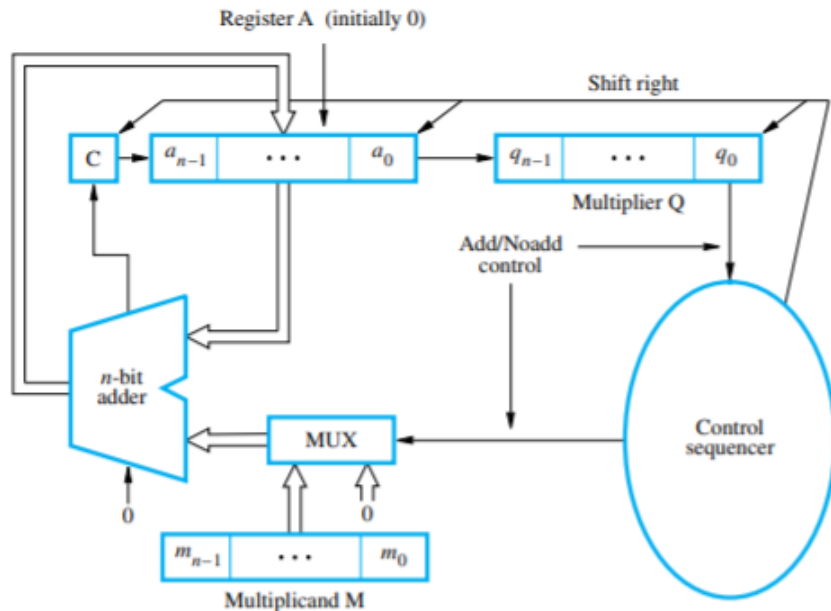 Register A (initially 0)
Shift right
C
a_{n-1} ... a_0
q_{n-1} ... q_0
Multiplier Q
Add/Noadd
control
n-bit
adder
MUX
Control
sequencer
0
0
m_{n-1} ... m_0
Multiplicand M